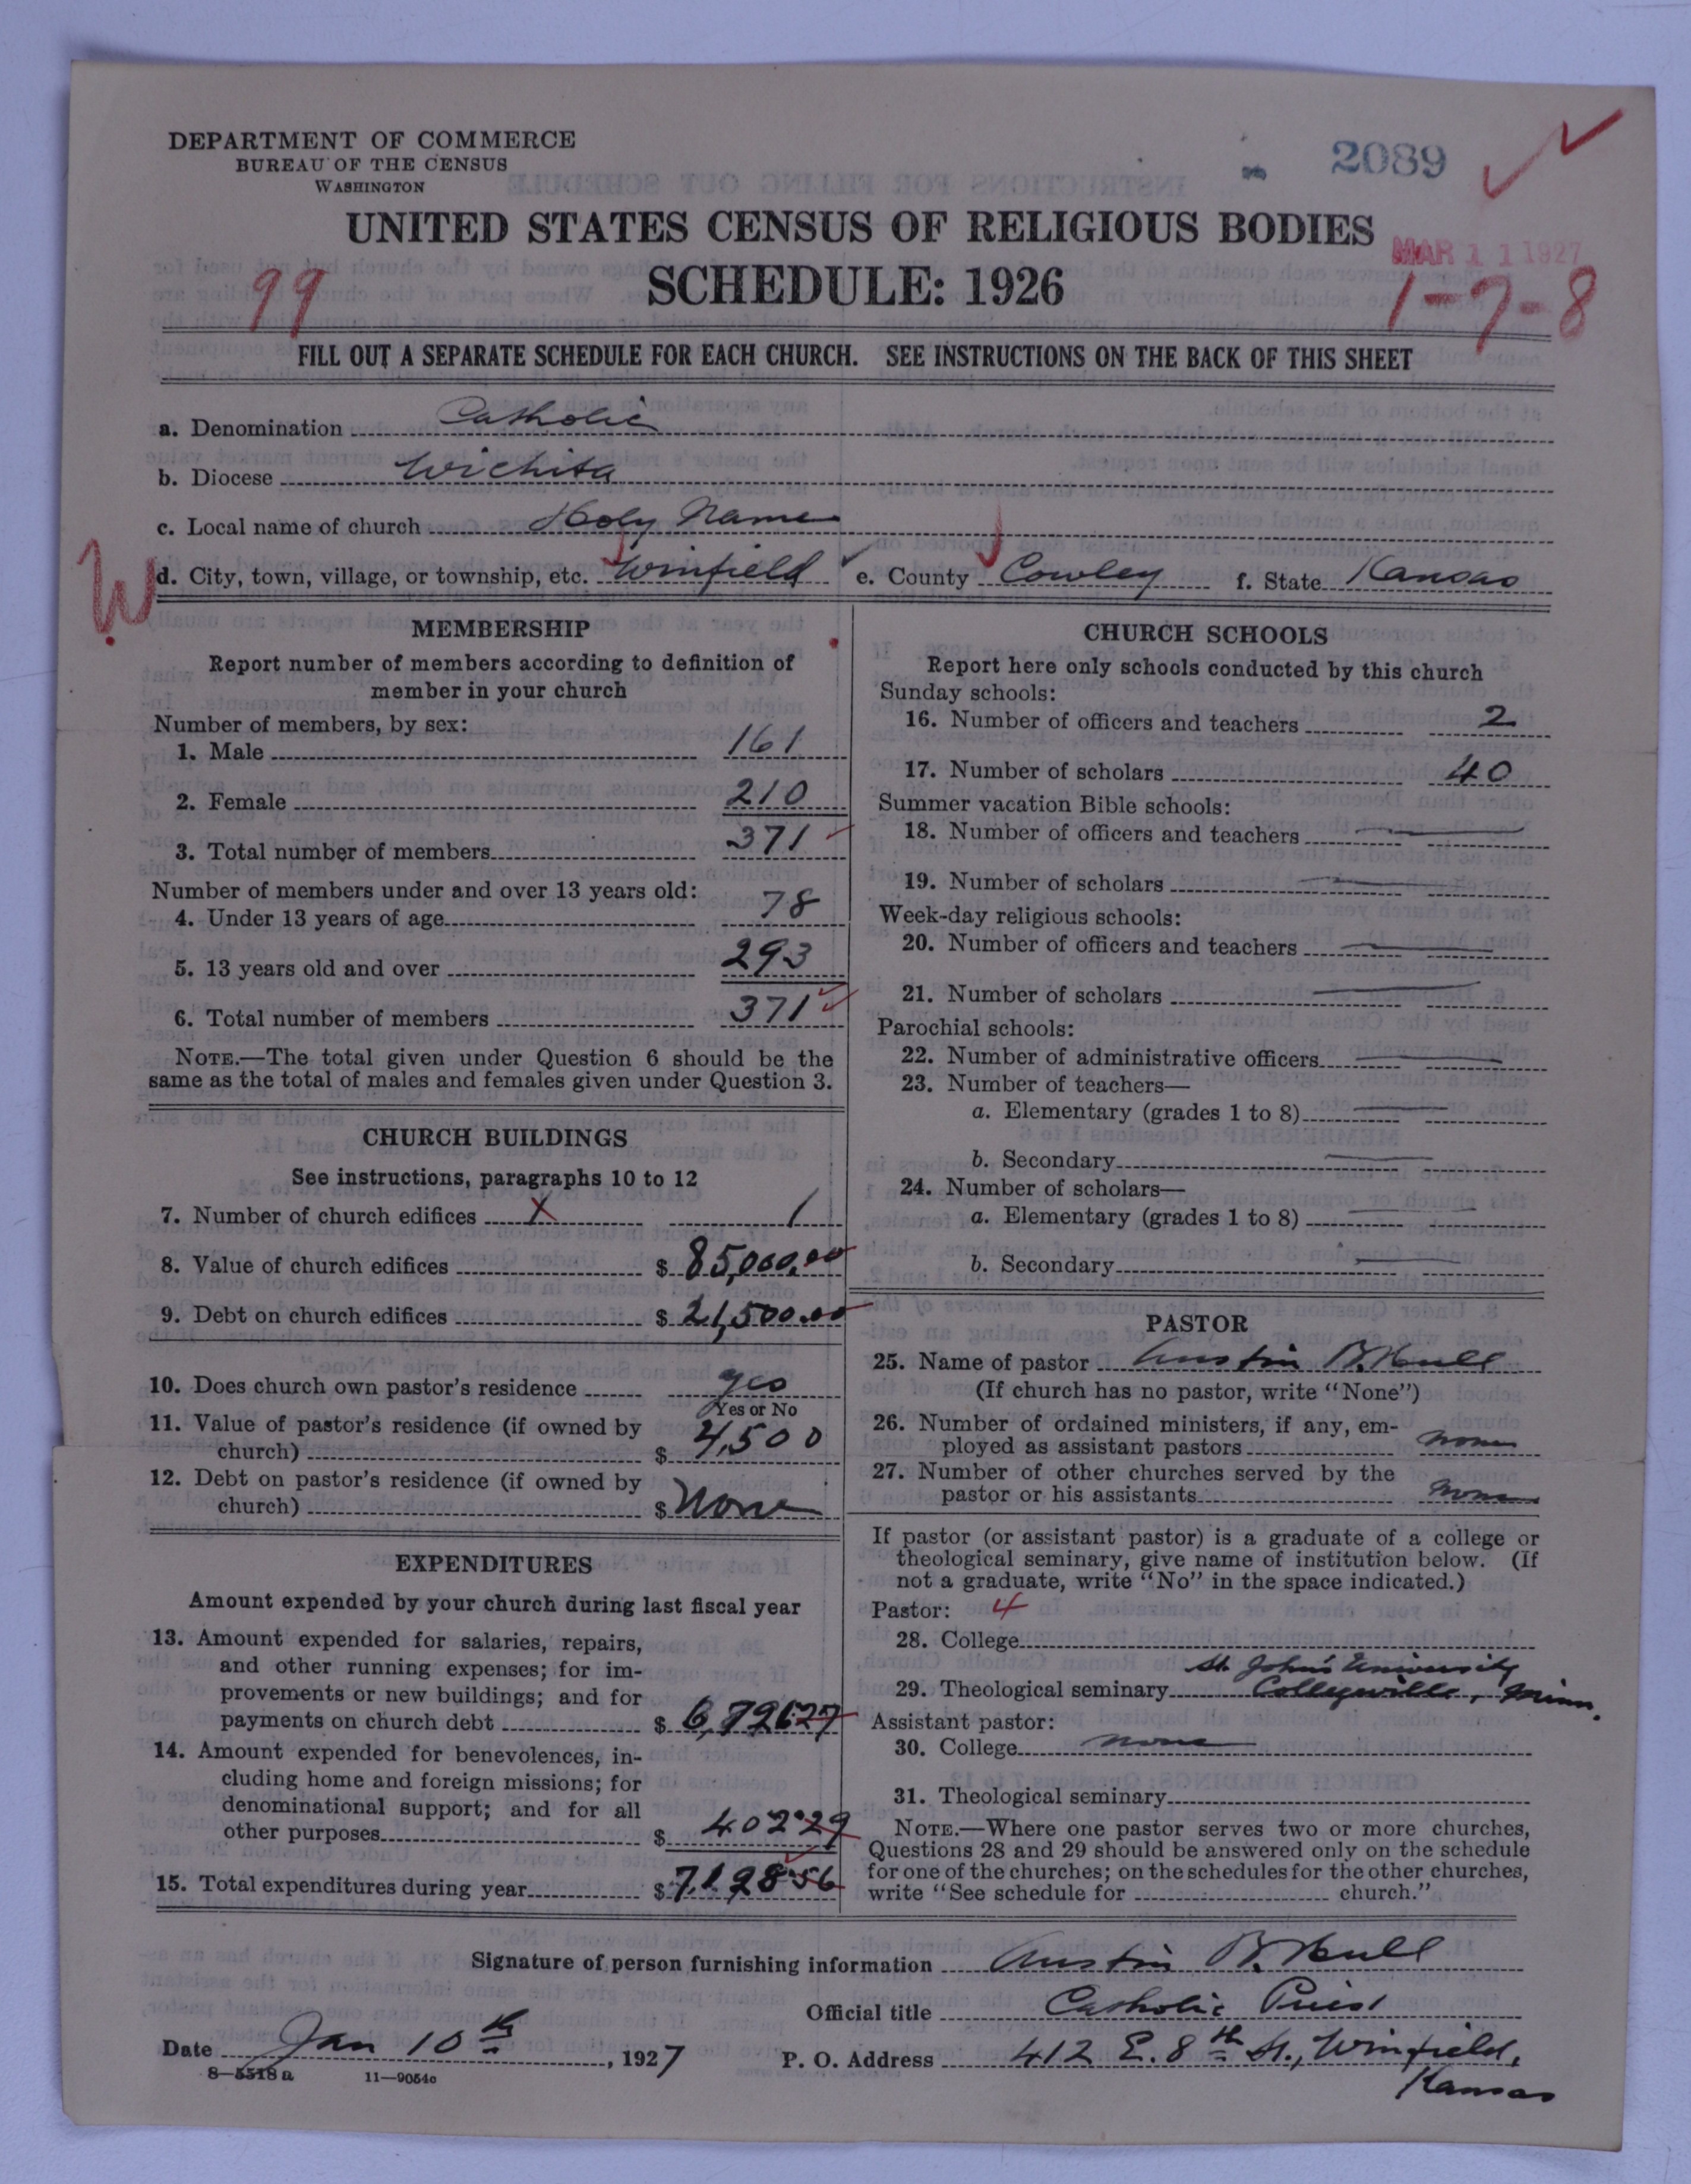 DEPARTMENT OF COMMERCE
BUREAU OF THE CENSUS
WASHINGTON
2089
UNITED STATES CENSUS OF RELIGIOUS BODIES
MAR 11 1927
99
SCHEDULE: 1926
1-7-8
FILL OUT A SEPARATE SCHEDULE FOR EACH CHURCH. SEE INSTRUCTIONS ON THE BACK OF THIS SHEET
a. Denomination Catholic
b. Diocese Wichita
c. Local name of church Holy Name
W
d. City, town, village, or township, etc. Winfield e. County Cowley f. State Kansas
MEMBERSHIP
Report number of members according to definition of
member in your church
Number of members, by sex:
1. Male 161
2. Female 210
3. Total number of members 371
Number of members under and over 13 years old:
4. Under 13 years of age 78
5. 13 years old and over 293
6. Total number of members 371
NOTE.—The total given under Question 6 should be the
same as the total of males and females given under Question 3.
CHURCH BUILDINGS
See instructions, paragraphs 10 to 12
7. Number of church edifices X 1
8. Value of church edifices $ 85,000.00
9. Debt on church edifices $ 21,500.00
10. Does church own pastor's residence yes
Yes or No
11. Value of pastor's residence (if owned by
church) $ 4,500
12. Debt on pastor's residence (if owned by
church) $ None
EXPENDITURES
Amount expended by your church during last fiscal year
13. Amount expended for salaries, repairs,
and other running expenses; for im-
provements or new buildings; and for
payments on church debt $ 6,796.27
14. Amount expended for benevolences, in-
cluding home and foreign missions; for
denominational support; and for all
other purposes $ 402.29
15. Total expenditures during year $ 7,198.56
CHURCH SCHOOLS
Report here only schools conducted by this church
Sunday schools:
16. Number of officers and teachers 2
17. Number of scholars 40
Summer vacation Bible schools:
18. Number of officers and teachers
19. Number of scholars
Week-day religious schools:
20. Number of officers and teachers
21. Number of scholars
Parochial schools:
22. Number of administrative officers
23. Number of teachers—
a. Elementary (grades 1 to 8)
b. Secondary
24. Number of scholars—
a. Elementary (grades 1 to 8)
b. Secondary
PASTOR
25. Name of pastor Austin B. Hull
(If church has no pastor, write "None")
26. Number of ordained ministers, if any, em-
ployed as assistant pastors none
27. Number of other churches served by the
pastor or his assistants none
If pastor (or assistant pastor) is a graduate of a college or
theological seminary, give name of institution below. (If
not a graduate, write "No" in the space indicated.)
Pastor: 4
28. College
St. John's University
29. Theological seminary Collegeville, Minn.
Assistant pastor:
30. College none
31. Theological seminary
NOTE.—Where one pastor serves two or more churches,
Questions 28 and 29 should be answered only on the schedule
for one of the churches; on the schedules for the other churches,
write "See schedule for church."
Signature of person furnishing information Austin B. Hull
Official title Catholic Priest
Date Jan 10th, 1927 P. O. Address 412 E. 8th St., Winfield,
Kansas
8-5518a 11-9054c